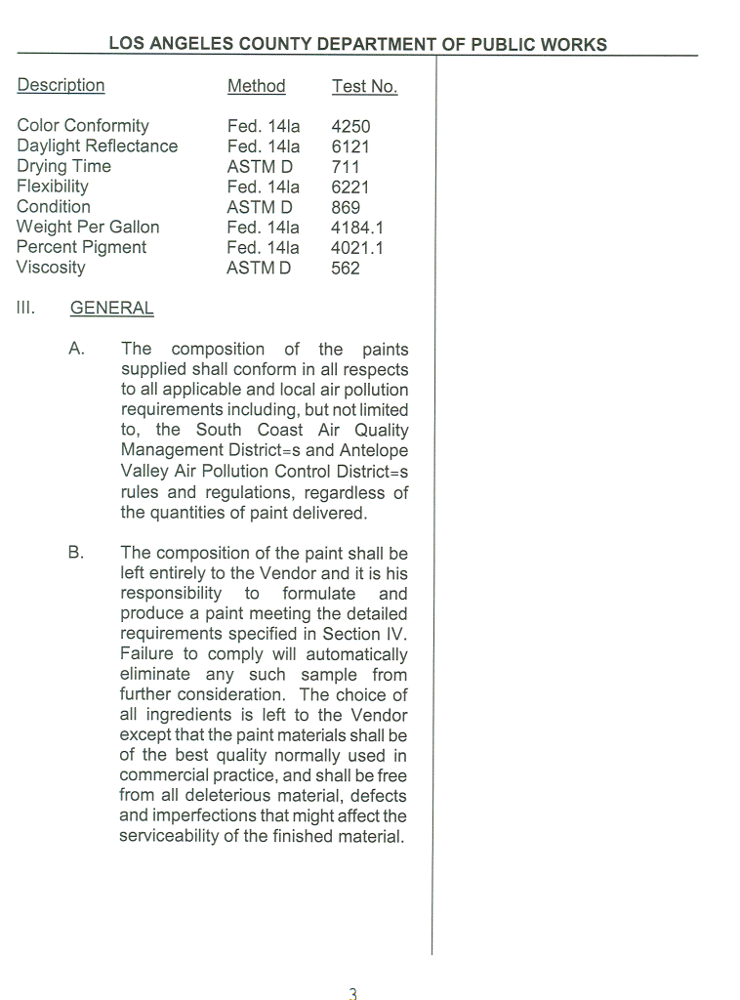 LOS ANGELES COUNTY DEPARTMENT OF PUBLIC WORKS
Description Method Test No.
Color Conformity Fed. 14la 4250
Daylight Reflectance Fed. 14la 6121
Drying Time ASTM D 711
Flexibility Fed. 14la 6221
Condition ASTM D 869
Weight Per Gallon Fed. 14la 4184.1
Percent Pigment Fed. 14la 4021.1
Viscosity ASTM D 562
III. GENERAL
A. The composition of the paints
supplied shall conform in all respects
to all applicable and local air pollution
requirements including, but not limited
to, the South Coast Air Quality
Management District=s and Antelope
Valley Air Pollution Control District=s
rules and regulations, regardless of
the quantities of paint delivered.
B. The composition of the paint shall be
left entirely to the Vendor and it is his
responsibility to formulate and
produce a paint meeting the detailed
requirements specified in Section IV.
Failure to comply will automatically
eliminate any such sample from
further consideration. The choice of
all ingredients is left to the Vendor
except that the paint materials shall be
of the best quality normally used in
commercial practice, and shall be free
from all deleterious material, defects
and imperfections that might affect the
serviceability of the finished material.
3